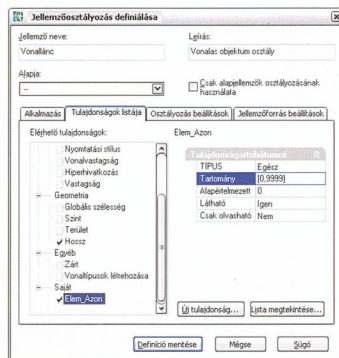 Jellemzőosztályozás definiálása
Jellemző neve:
Leírás:
Vonallánc
Vonalas objektum osztály
Alapja:
--
Csak alapjellemzők osztályozásának használata
Alkalmazás
Tulajdonságok listája
Osztályozás beállítások
Jellemzőforrás beállítások
Elérhető tulajdonságok:
Elem_Azon
Nyomtatási stílus
Vonalvastagság
Hiperhivatkozás
Vastagság
Geometria
Globális szélesség
Szint
Terület
Hossz
Egyéb
Zárt
Vonaltípusok létrehozása
Saját
Elem_Azon
Tulajdonságattribútumok
TÍPUS Egész
Tartomány [0,9999]
Alapértelmezett 0
Látható Igen
Csak olvasható Nem
Új tulajdonság...
Lista megtekintése...
Definíció mentése
Mégse
Súgó